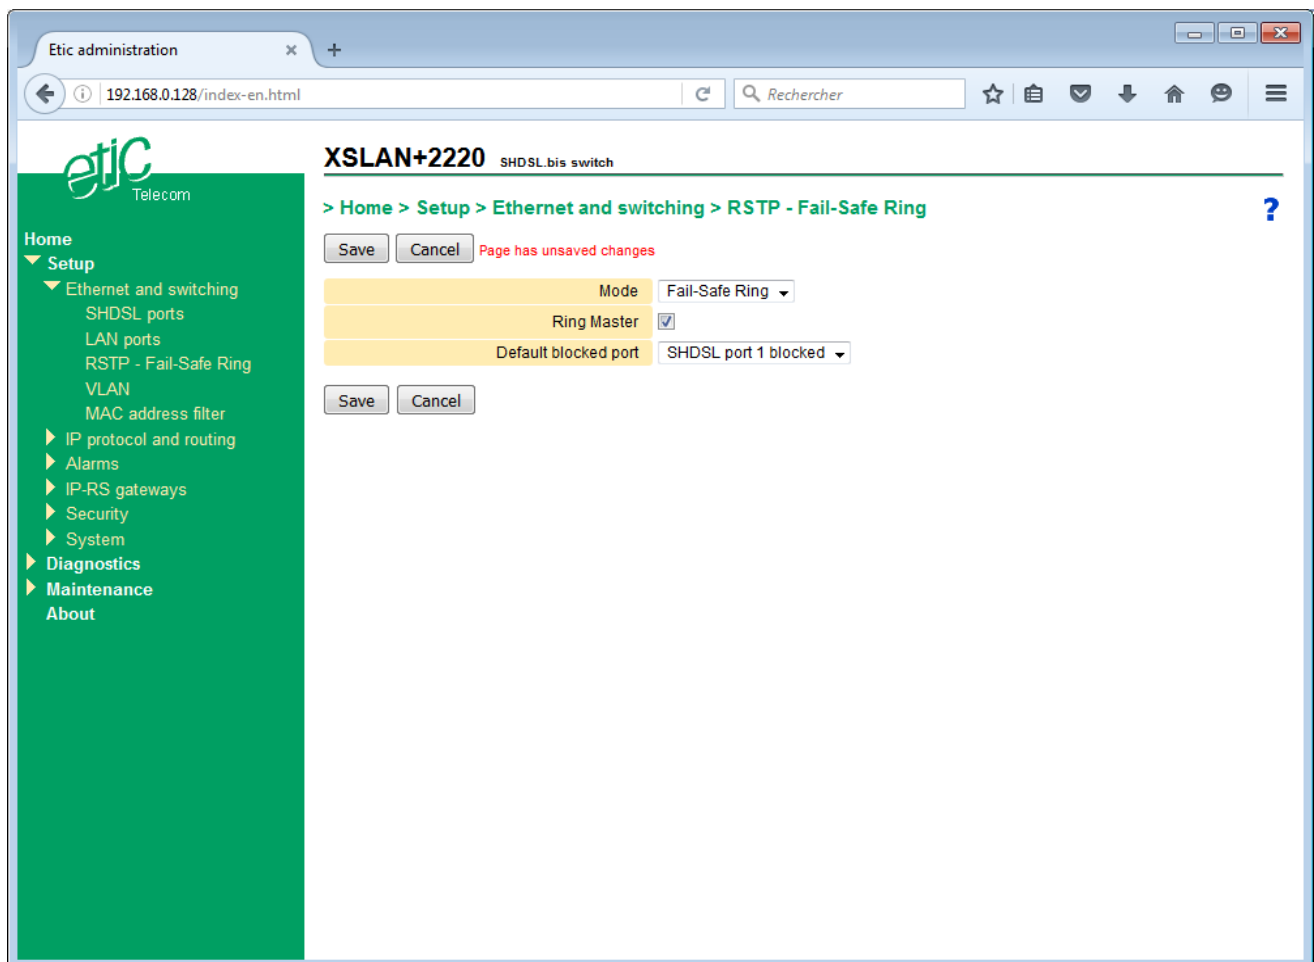 Etic administration
192.168.0.128/index-en.html
Rechercher
etic
Telecom
XSLAN+2220 SHDSL.bis switch
> Home > Setup > Ethernet and switching > RSTP - Fail-Safe Ring
?
Home
Setup
Ethernet and switching
SHDSL ports
LAN ports
RSTP - Fail-Safe Ring
VLAN
MAC address filter
IP protocol and routing
Alarms
IP-RS gateways
Security
System
Diagnostics
Maintenance
About
Save Cancel Page has unsaved changes
Mode Fail-Safe Ring
Ring Master
Default blocked port SHDSL port 1 blocked
Save Cancel